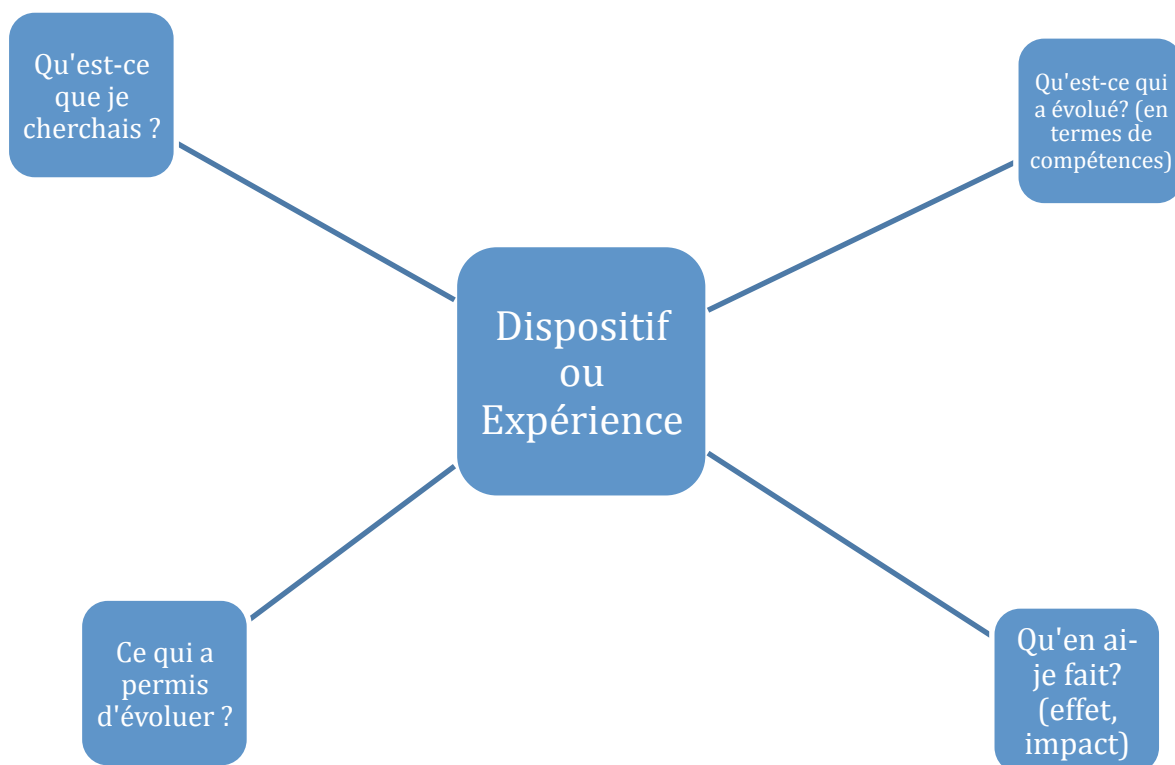 Qu'est-ce
que je
cherchais ?
Qu'est-ce qui
a évolué? (en
termes de
compétences)
Dispositif
ou
Expérience
Ce qui a
permis
d'évoluer ?
Qu'en ai-
je fait?
(effet,
impact)